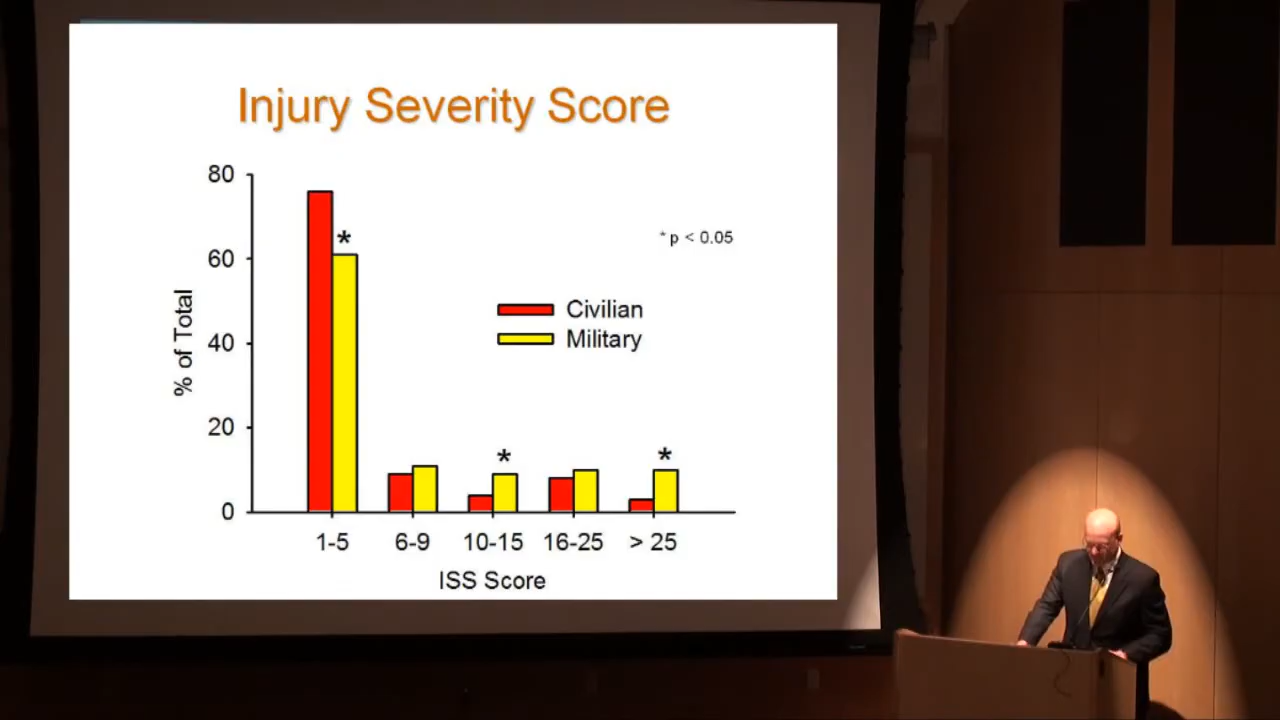 Injury Severity Score
80
60
40
20
0
% of Total
*
*
*
* p < 0.05
Civilian
Military
1-5 6-9 10-15 16-25 > 25
ISS Score